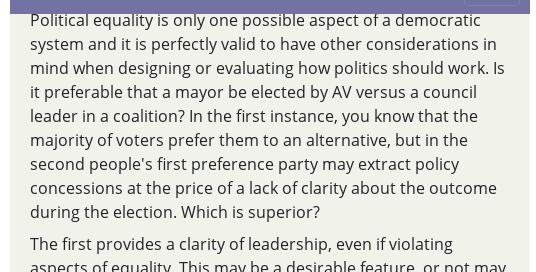 Political equality is only one possible aspect of a democratic
system and it is perfectly valid to have other considerations in
mind when designing or evaluating how politics should work. Is
it preferable that a mayor be elected by AV versus a council
leader in a coalition? In the first instance, you know that the
majority of voters prefer them to an alternative, but in the
second people's first preference party may extract policy
concessions at the price of a lack of clarity about the outcome
during the election. Which is superior?
The first provides a clarity of leadership, even if violating
aspects of equality. This may be a desirable feature, or not may